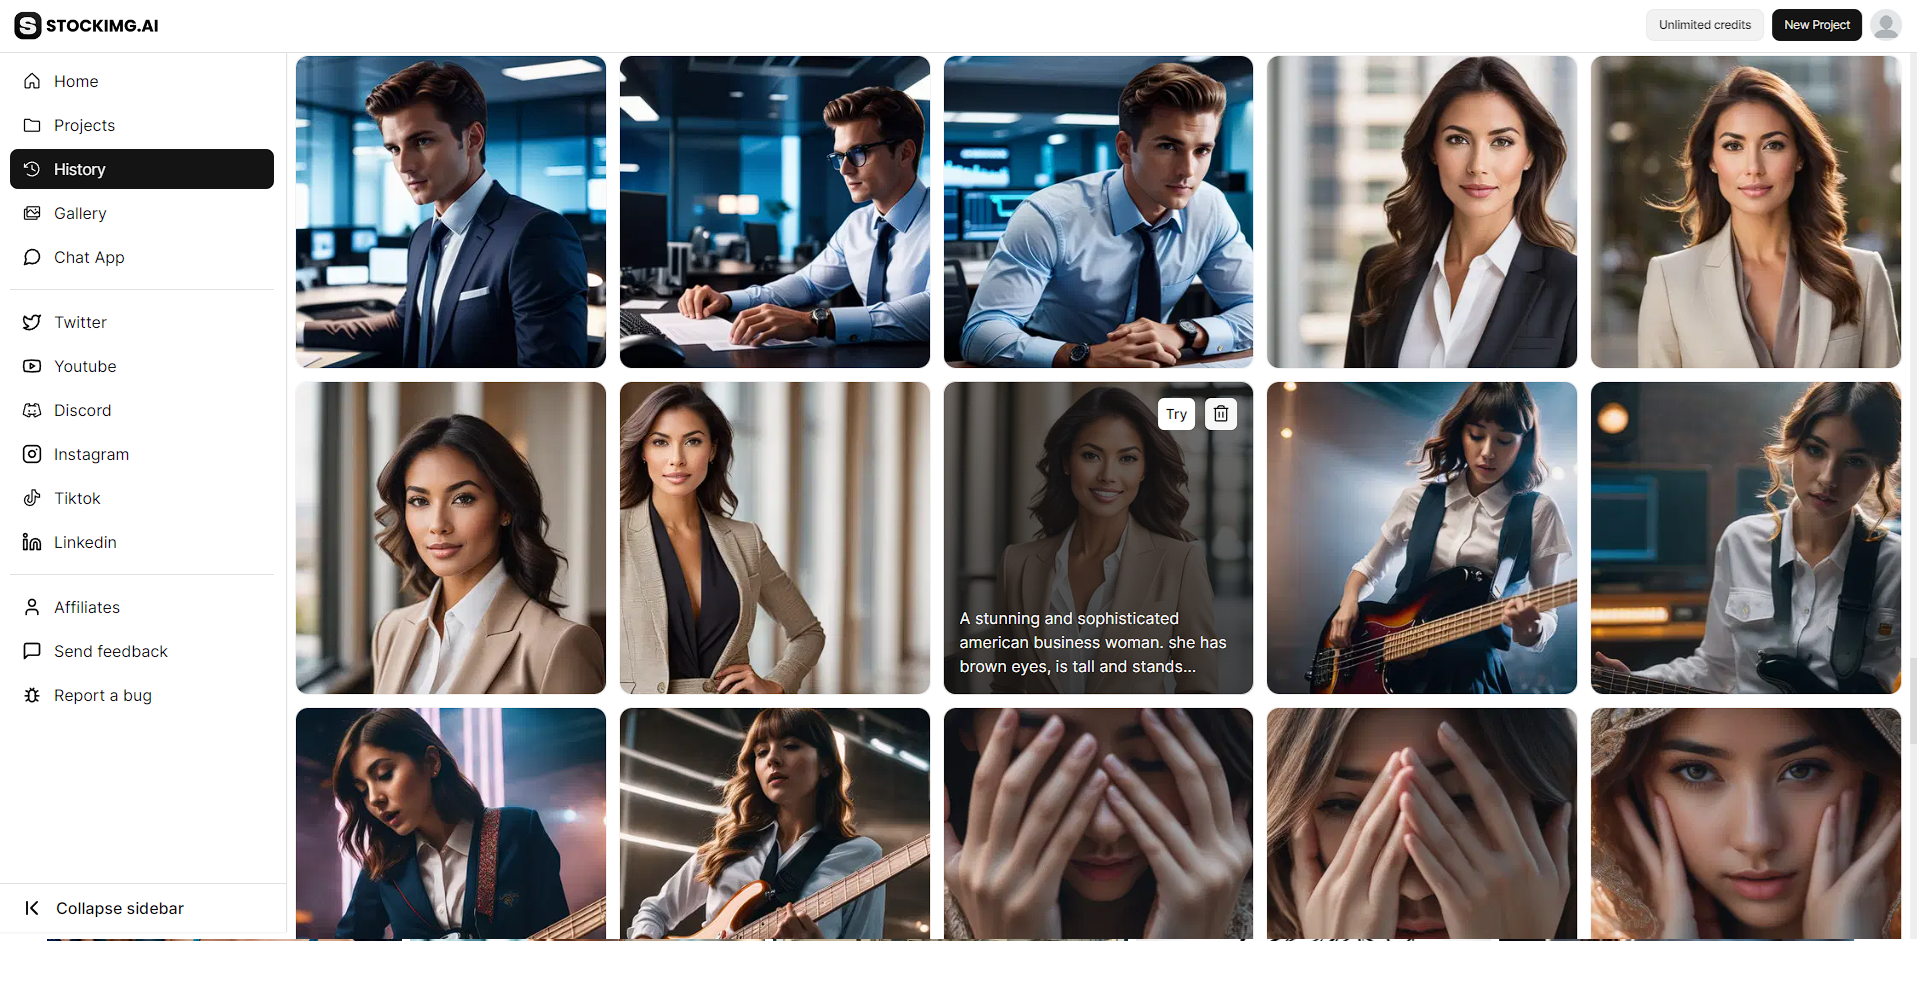 STOCKIMG.AI
Unlimited credits
New Project
Home
Projects
History
Gallery
Chat App
Twitter
Youtube
Discord
Instagram
Tiktok
Linkedin
Affiliates
Send feedback
Report a bug
Collapse sidebar
Try
A stunning and sophisticated
american business woman. she has
brown eyes, is tall and stands...